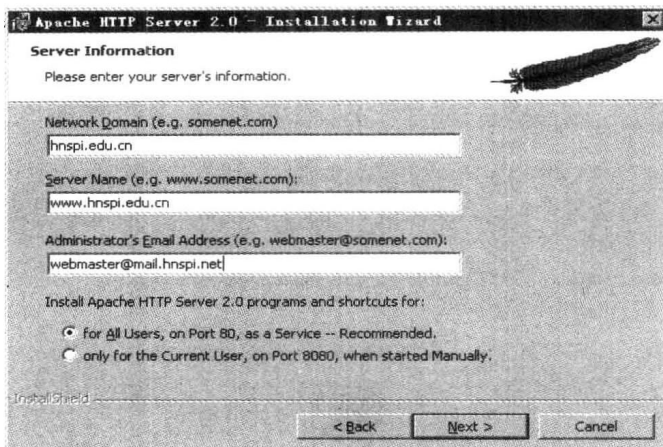 Apache HTTP Server 2.0 - Installation Wizard
Server Information
Please enter your server's information.
Network Domain (e.g. somenet.com)
hnspi.edu.cn
Server Name (e.g. www.somenet.com):
www.hnspi.edu.cn
Administrator's Email Address (e.g. webmaster@somenet.com):
webmaster@mail.hnspi.net
Install Apache HTTP Server 2.0 programs and shortcuts for:
for All Users, on Port 80, as a Service -- Recommended.
only for the Current User, on Port 8080, when started Manually.
InstallShield
< Back Next > Cancel